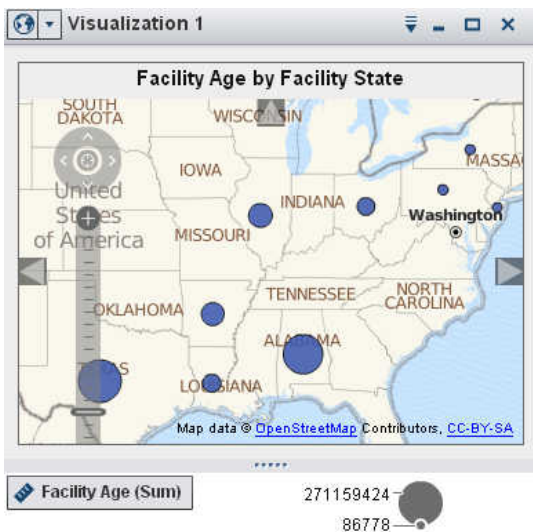 Visualization 1
Facility Age by Facility State
SOUTH
DAKOTA
WISCONSIN
MASSA
IOWA
United
States
of America
INDIANA
Washington
MISSOURI
TENNESSEE
NORTH
CAROLINA
OKLAHOMA
ALABAMA
TEXAS
LOUISIANA
Map data © OpenStreetMap Contributors, CC-BY-SA
Facility Age (Sum)
271159424
86778